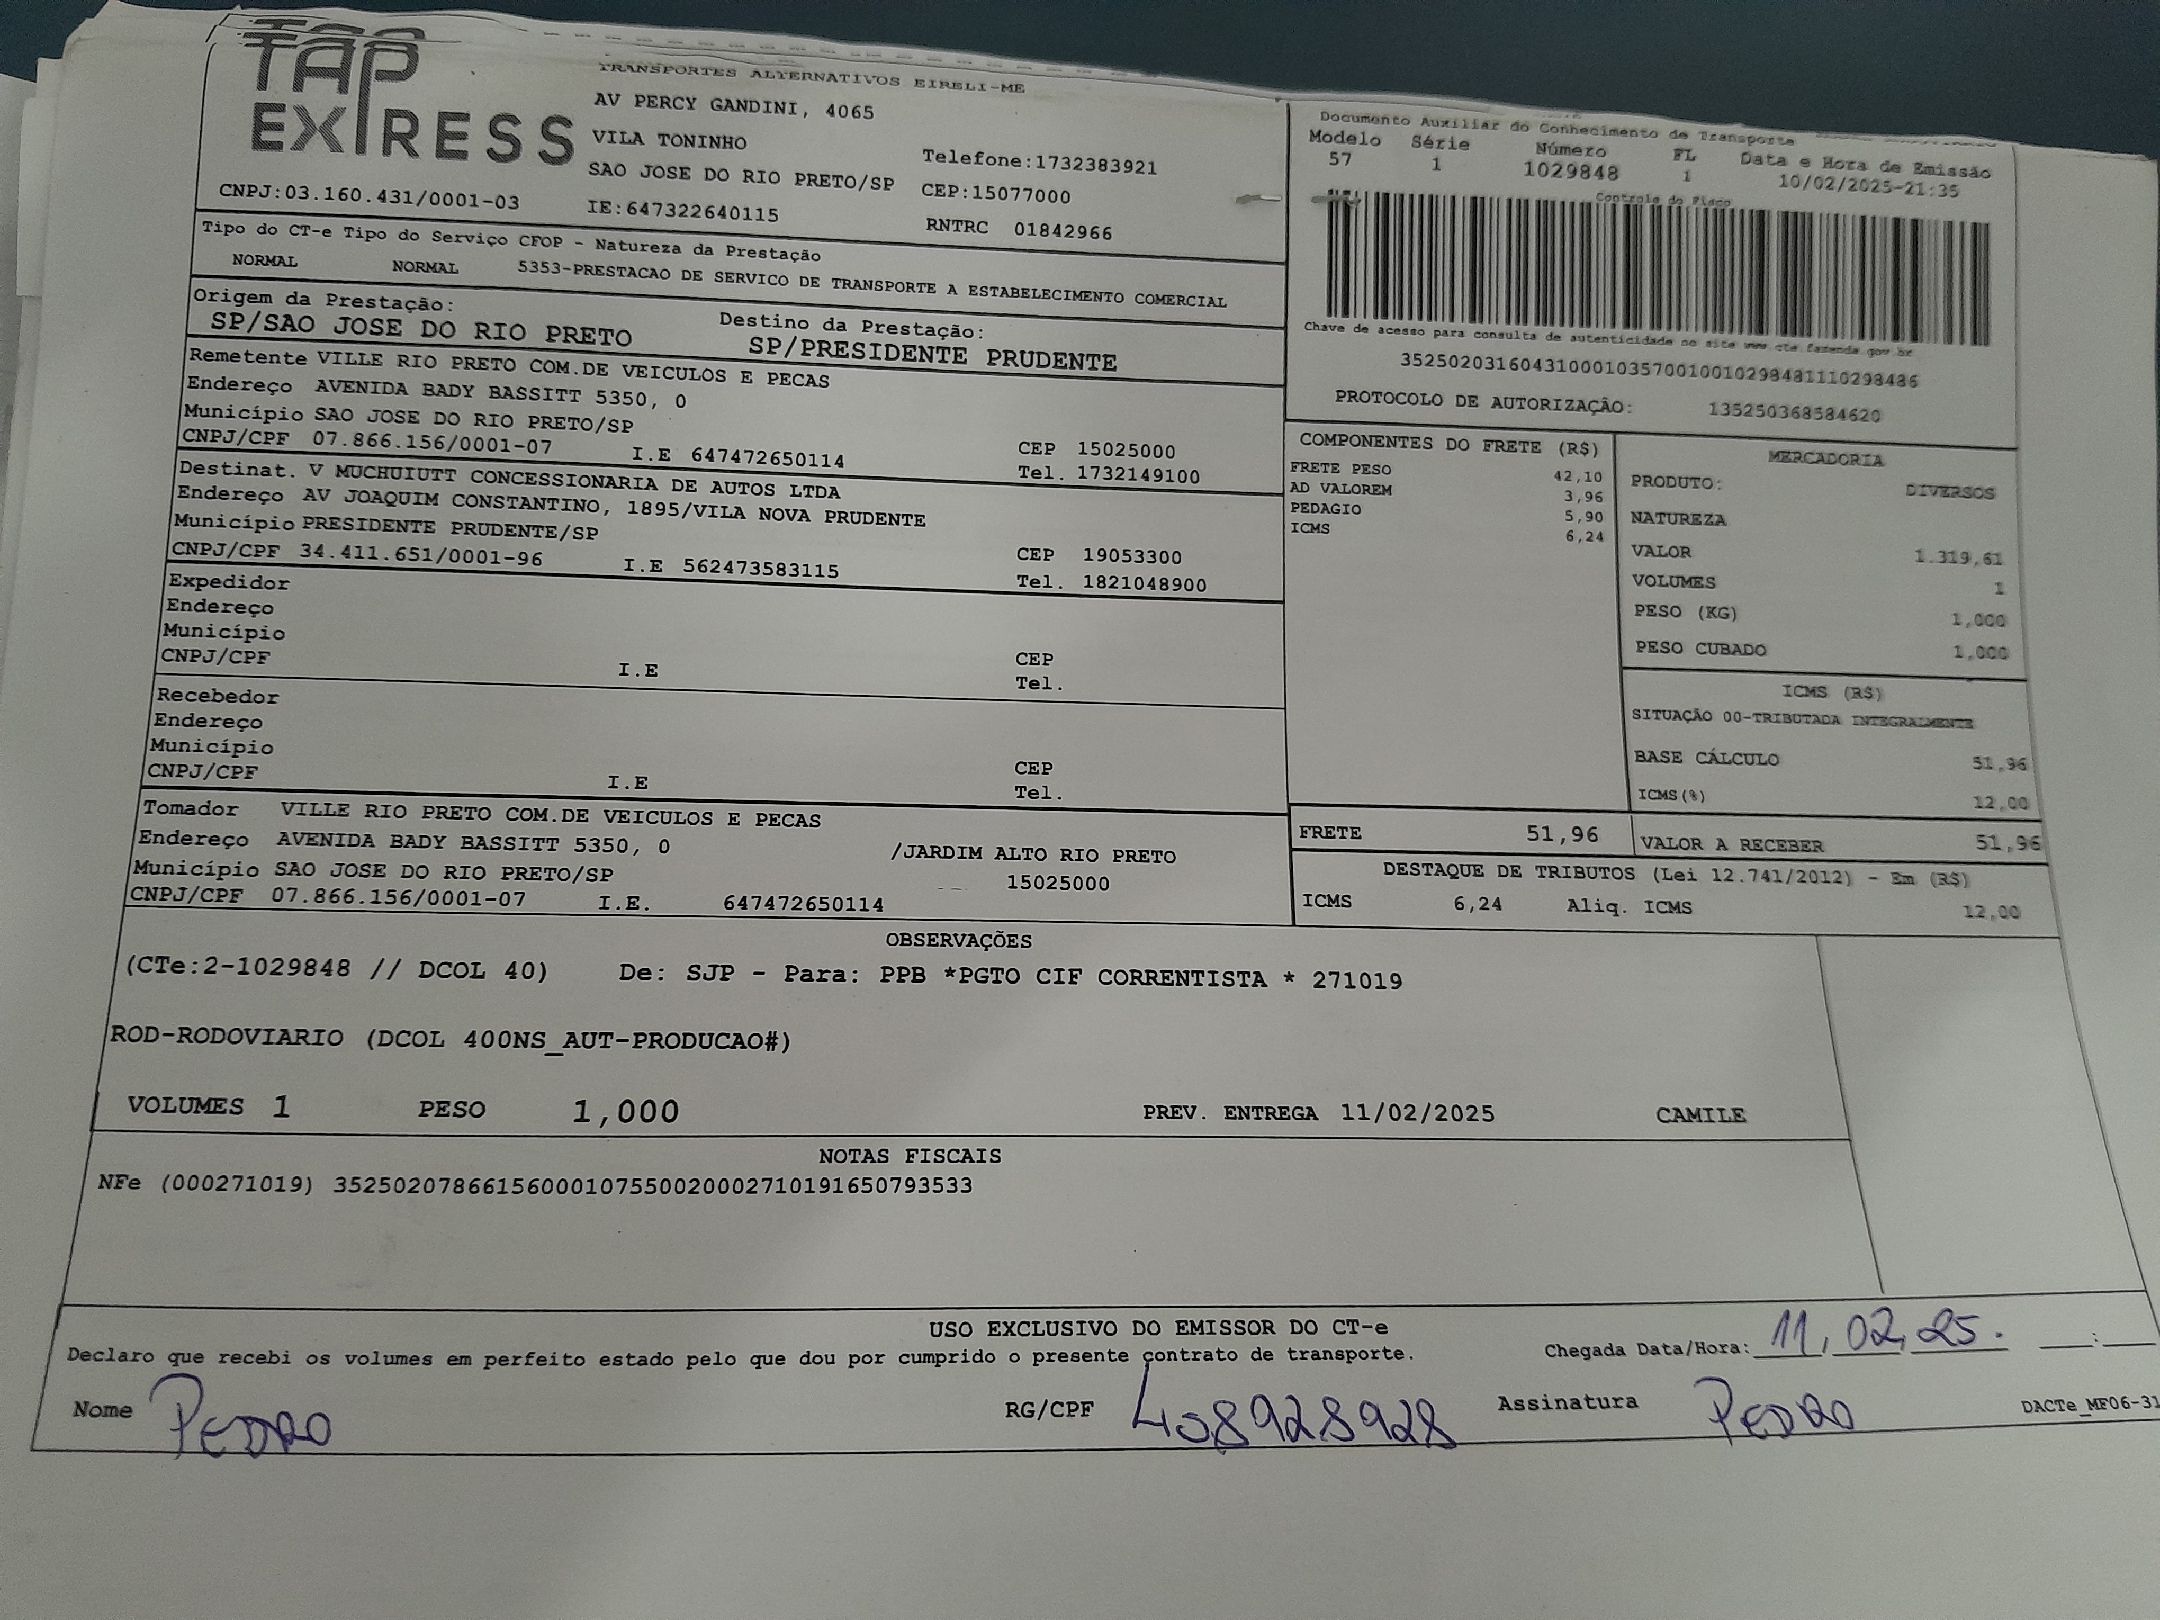 TAP
EXPRESS
TRANSPORTES ALTERNATIVOS EIRELI-ME
AV PERCY GANDINI, 4065
VILA TONINHO
SAO JOSE DO RIO PRETO/SP
Telefone:1732383921
CEP:15077000
CNPJ:03.160.431/0001-03
IE:647322640115
RNTRC 01842966
Documento Auxiliar do Conhecimento de Transporte
Modelo Série Número FL Data e Hora de Emissão
57 1 1029848 1 10/02/2025-21:35
Controle do Fisco
Chave de acesso para consulta de autenticidade no site www.cte.fazenda.gov.br
35250203160431000103570010010298481110298486
PROTOCOLO DE AUTORIZAÇÃO: 135250368584620
Tipo do CT-e Tipo do Serviço CFOP - Natureza da Prestação
NORMAL NORMAL 5353-PRESTACAO DE SERVICO DE TRANSPORTE A ESTABELECIMENTO COMERCIAL
Origem da Prestação:
SP/SAO JOSE DO RIO PRETO
Destino da Prestação:
SP/PRESIDENTE PRUDENTE
Remetente VILLE RIO PRETO COM.DE VEICULOS E PECAS
Endereço AVENIDA BADY BASSITT 5350, 0
Município SAO JOSE DO RIO PRETO/SP
CEP 15025000
CNPJ/CPF 07.866.156/0001-07 I.E 647472650114 Tel. 1732149100
Destinat. V MUCHUIUTT CONCESSIONARIA DE AUTOS LTDA
Endereço AV JOAQUIM CONSTANTINO, 1895/VILA NOVA PRUDENTE
Município PRESIDENTE PRUDENTE/SP
CEP 19053300
CNPJ/CPF 34.411.651/0001-96 I.E 562473583115 Tel. 1821048900
Expedidor
Endereço
Município
CEP
CNPJ/CPF I.E Tel.
Recebedor
Endereço
Município
CEP
CNPJ/CPF I.E Tel.
Tomador VILLE RIO PRETO COM.DE VEICULOS E PECAS
Endereço AVENIDA BADY BASSITT 5350, 0 /JARDIM ALTO RIO PRETO
Município SAO JOSE DO RIO PRETO/SP 15025000
CNPJ/CPF 07.866.156/0001-07 I.E. 647472650114
COMPONENTES DO FRETE (R$)
FRETE PESO 42,10
AD VALOREM 3,96
PEDAGIO 5,90
ICMS 6,24
MERCADORIA
PRODUTO: DIVERSOS
NATUREZA
VALOR 1.319,61
VOLUMES 1
PESO (KG) 1,000
PESO CUBADO 1,000
ICMS (R$)
SITUAÇÃO 00-TRIBUTADA INTEGRALMENTE
BASE CÁLCULO 51,96
ICMS(%) 12,00
FRETE 51,96
VALOR A RECEBER 51,96
DESTAQUE DE TRIBUTOS (Lei 12.741/2012) - Em (R$)
ICMS 6,24 Aliq. ICMS 12,00
OBSERVAÇÕES
(CTe:2-1029848 // DCOL 40) De: SJP - Para: PPB *PGTO CIF CORRENTISTA * 271019
ROD-RODOVIARIO (DCOL 400NS_AUT-PRODUCAO#)
VOLUMES 1 PESO 1,000 PREV. ENTREGA 11/02/2025 CAMILE
NOTAS FISCAIS
NFe (000271019) 35250207866156000107550020002710191650793533
USO EXCLUSIVO DO EMISSOR DO CT-e
Declaro que recebi os volumes em perfeito estado pelo que dou por cumprido o presente contrato de transporte.
Chegada Data/Hora: 11,02,25. :
Nome PEDRO RG/CPF 408928928 Assinatura PEDRO
DACTe_MF06-31